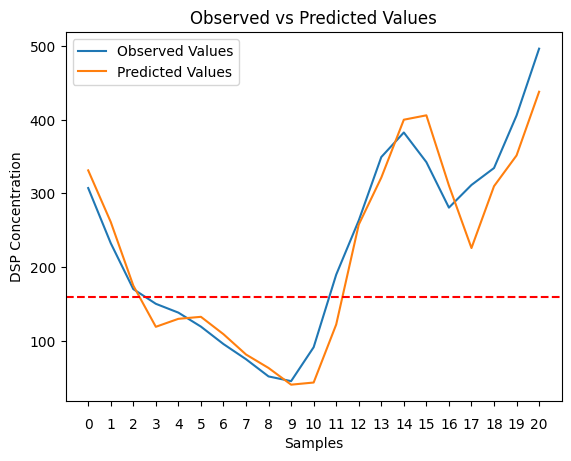 Observed vs Predicted Values
Observed Values
Predicted Values
DSP Concentration
500
400
300
200
100
0 1 2 3 4 5 6 7 8 9 10 11 12 13 14 15 16 17 18 19 20
Samples